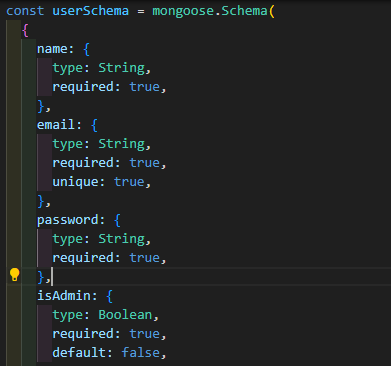 const userSchema = mongoose.Schema(
{
name: {
type: String,
required: true,
},
email: {
type: String,
required: true,
unique: true,
},
password: {
type: String,
required: true,
},
isAdmin: {
type: Boolean,
required: true,
default: false,